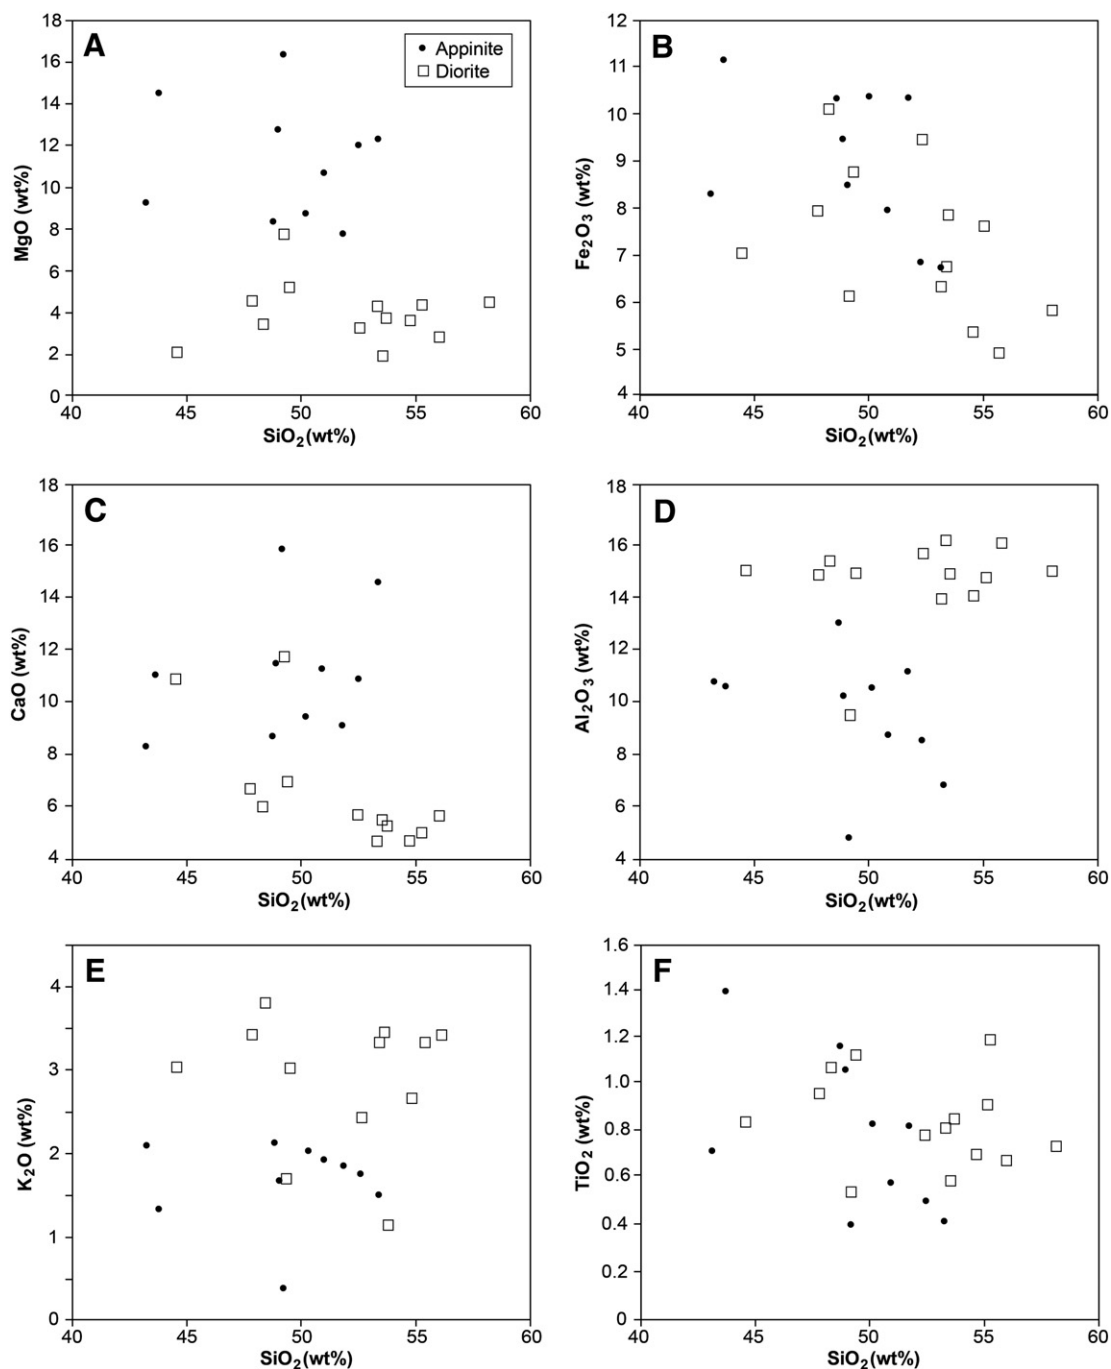 A
Appinite
Diorite
18
16
14
12
10
8
6
4
2
0
MgO (wt%)
40 45 50 55 60
SiO₂ (wt%)
B
12
11
10
9
8
7
6
5
4
Fe₂O₃ (wt%)
40 45 50 55 60
SiO₂ (wt%)
C
18
16
14
12
10
8
6
4
CaO (wt%)
40 45 50 55 60
SiO₂ (wt%)
D
18
16
14
12
10
8
6
4
Al₂O₃ (wt%)
40 45 50 55 60
SiO₂ (wt%)
E
4
3
2
1
0
K₂O (wt%)
40 45 50 55 60
SiO₂ (wt%)
F
1.6
1.4
1.2
1.0
0.8
0.6
0.4
0.2
0
TiO₂ (wt%)
40 45 50 55 60
SiO₂ (wt%)